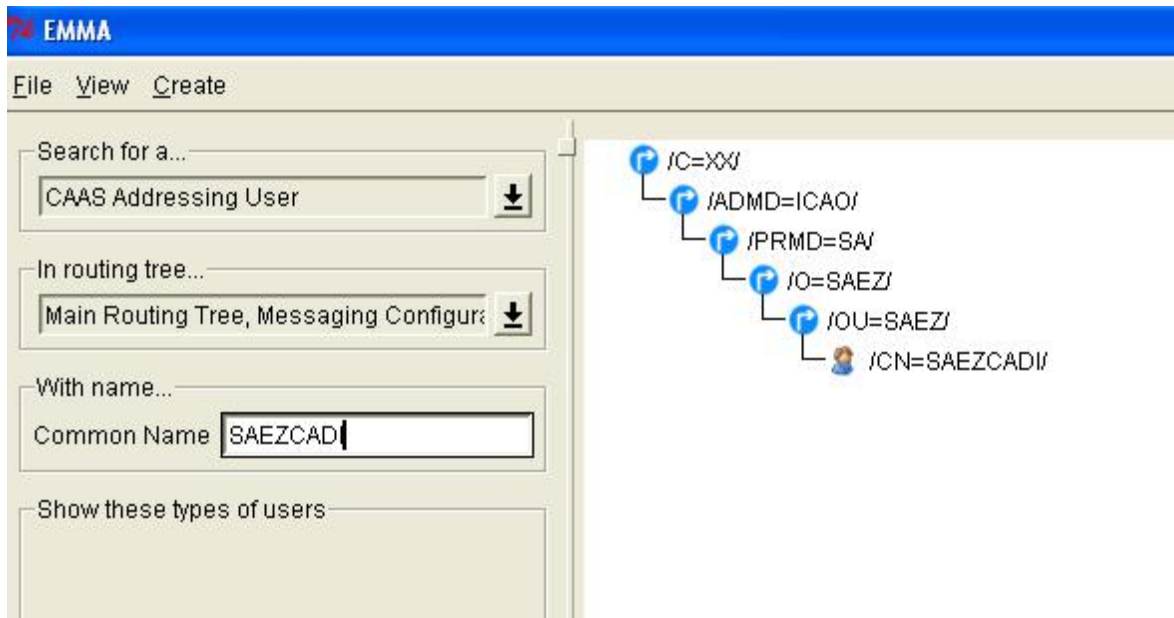 EMMA
File View Create
Search for a...
CAAS Addressing User
In routing tree...
Main Routing Tree, Messaging Configura
With name...
Common Name SAEZCADI
Show these types of users
/C=XX/
/ADMD=ICAO/
/PRMD=SA/
/O=SAEZ/
/OU=SAEZ/
/CN=SAEZCADI/